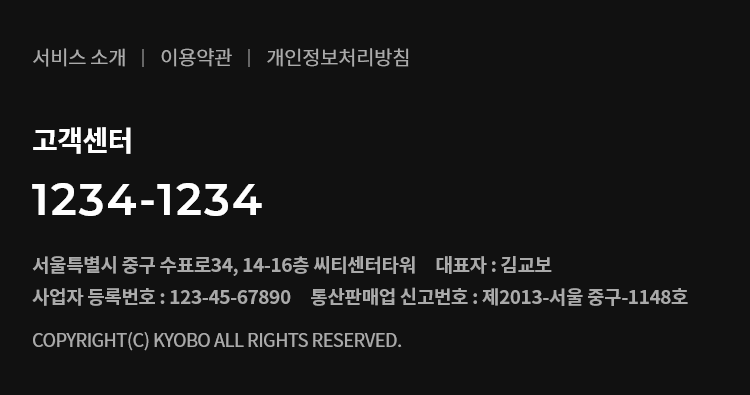 서비스 소개 | 이용약관 | 개인정보처리방침
고객센터
1234-1234
서울특별시 중구 수표로34, 14-16층 씨티센터타워 대표자 : 김교보
사업자 등록번호 : 123-45-67890 통산판매업 신고번호 : 제2013-서울 중구-1148호
COPYRIGHT(C) KYOBO ALL RIGHTS RESERVED.